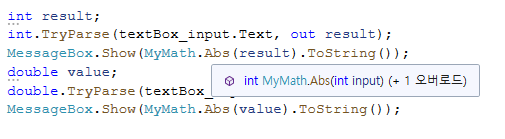 int result;
int.TryParse(textBox_input.Text, out result);
MessageBox.Show(MyMath.Abs(result).ToString());
double value;
int MyMath.Abs(int input) (+ 1 오버로드)
double.TryParse(textBox_
MessageBox.Show(MyMath.Abs(value).ToString());